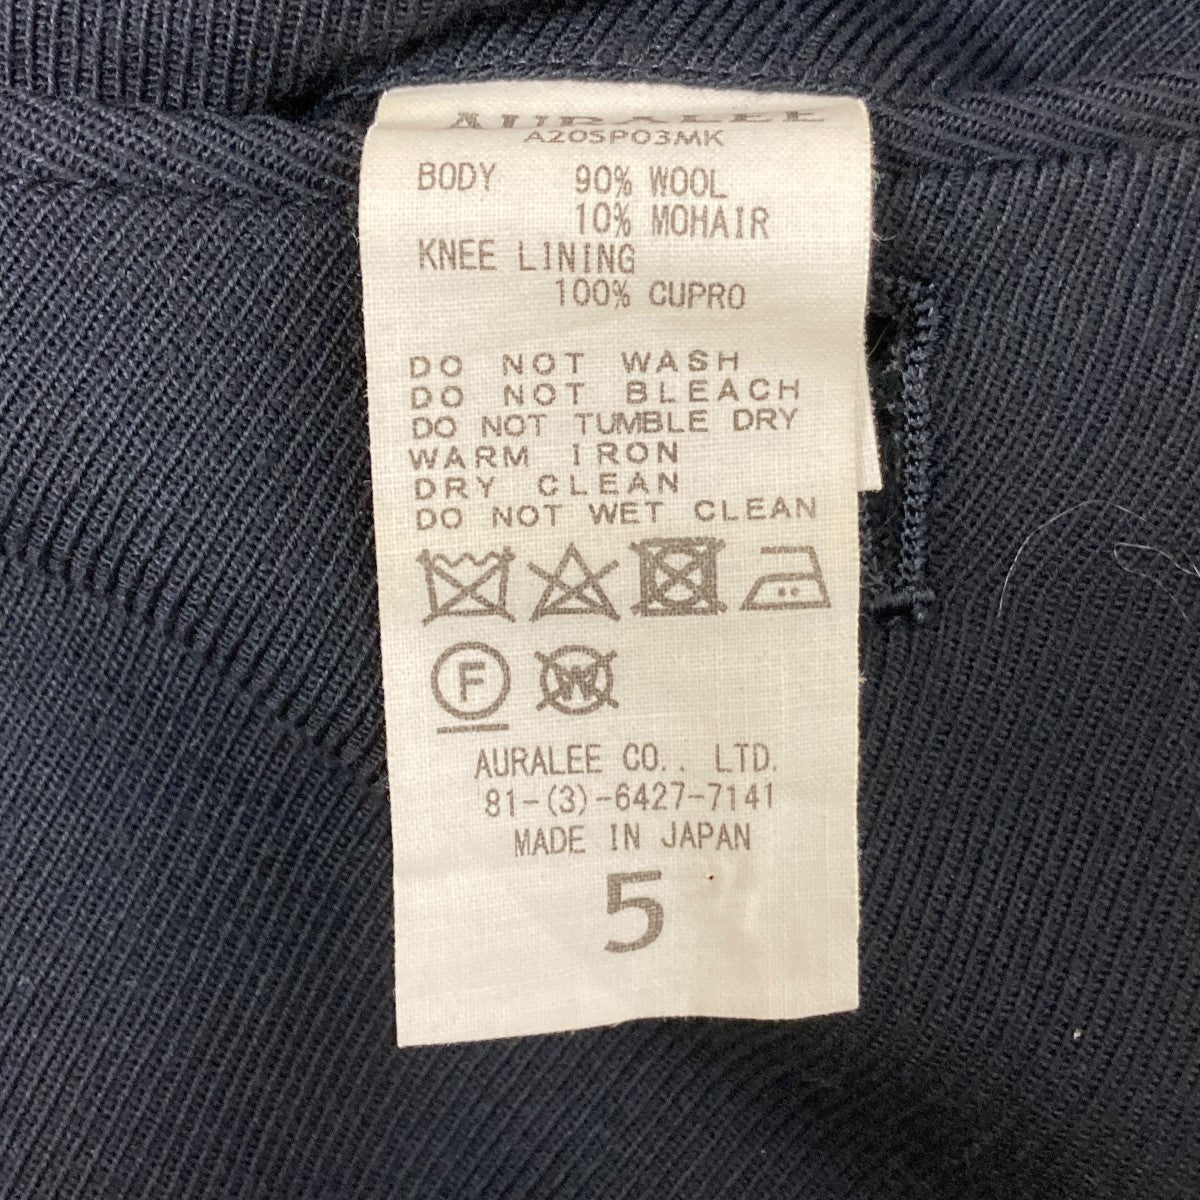 AURALEE
A20SP03MK
BODY 90% WOOL
10% MOHAIR
KNEE LINING
100% CUPRO
DO NOT WASH
DO NOT BLEACH
DO NOT TUMBLE DRY
WARM IRON
DRY CLEAN
DO NOT WET CLEAN
F W
AURALEE CO., LTD.
81-(3)-6427-7141
MADE IN JAPAN
5